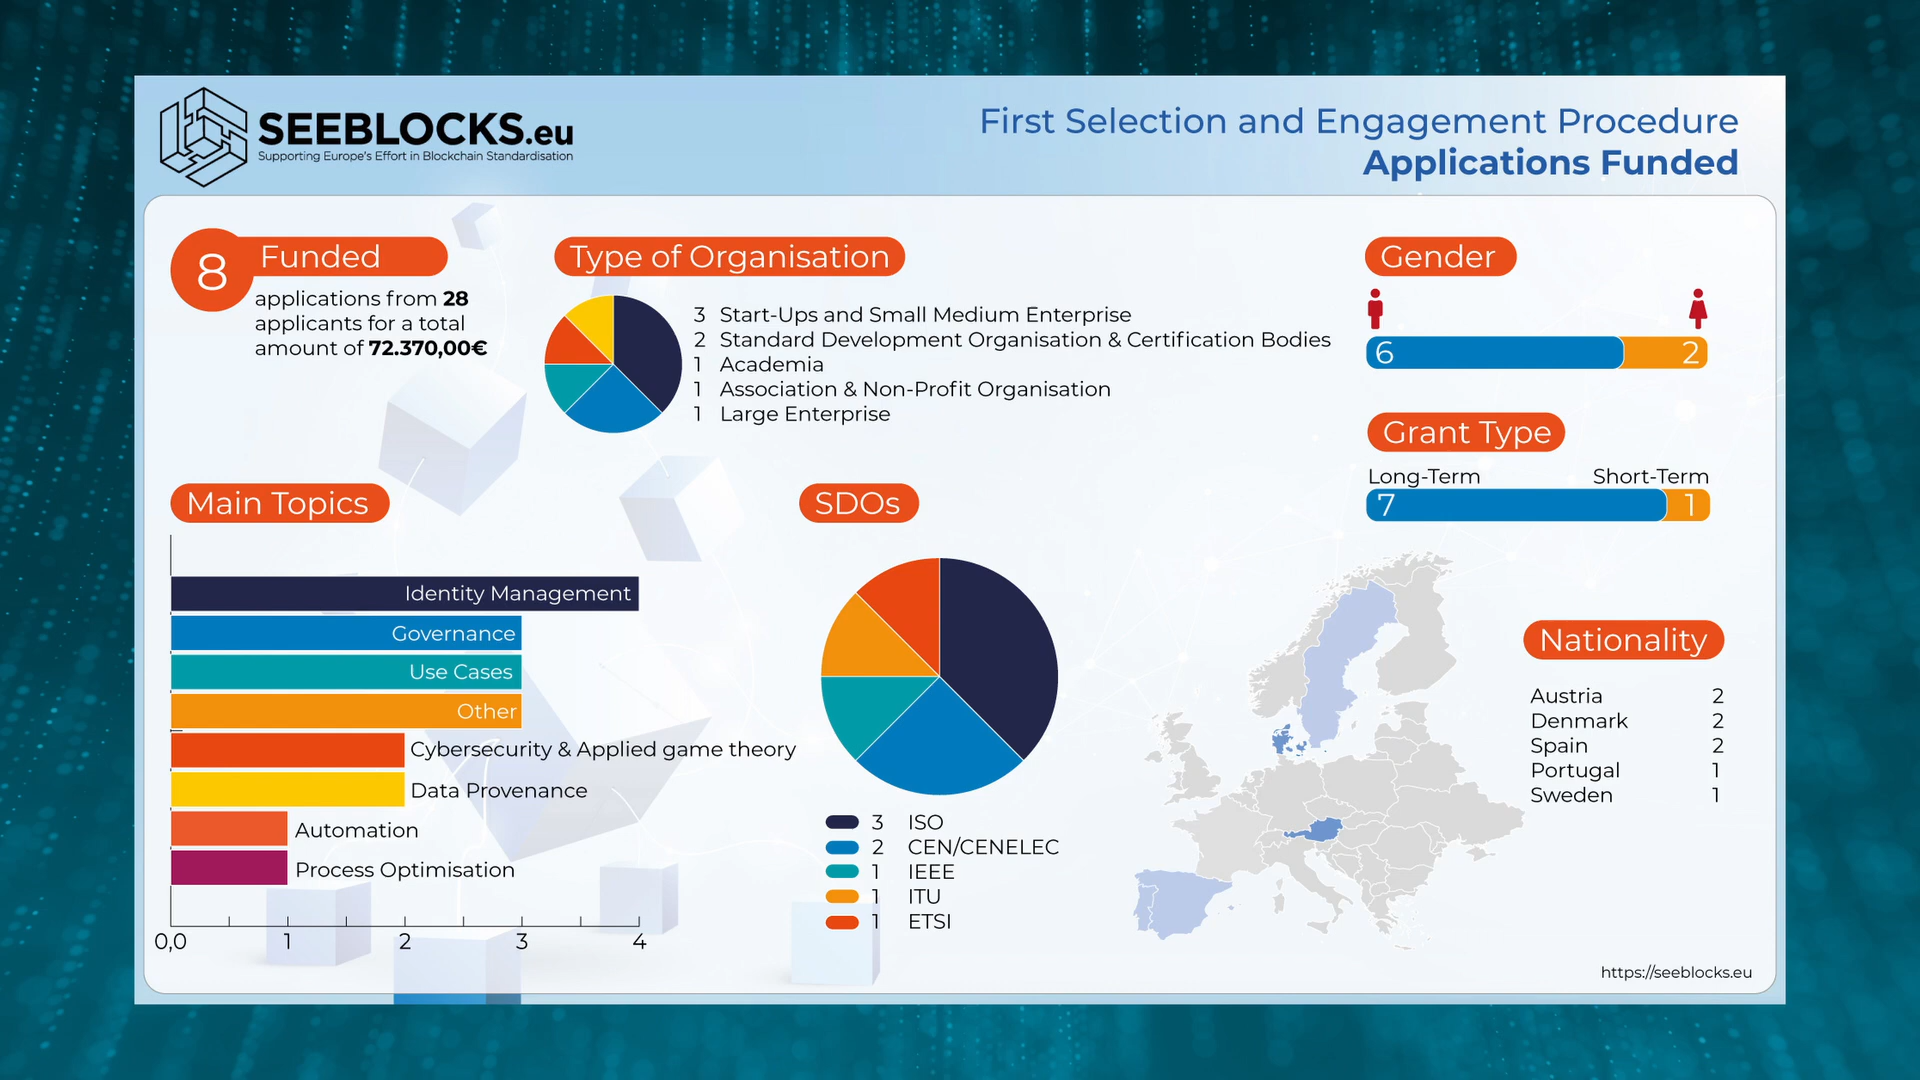 SEEBLOCKS.eu
Supporting Europe's Effort in Blockchain Standardisation
First Selection and Engagement Procedure
Applications Funded
8
Funded
applications from 28
applicants for a total
amount of 72.370,00€
Type of Organisation
3 Start-Ups and Small Medium Enterprise
2 Standard Development Organisation & Certification Bodies
1 Academia
1 Association & Non-Profit Organisation
1 Large Enterprise
Gender
6 2
Grant Type
Long-Term Short-Term
7 1
Main Topics
Identity Management
Governance
Use Cases
Other
Cybersecurity & Applied game theory
Data Provenance
Automation
Process Optimisation
0,0 1 2 3 4
SDOs
3 ISO
2 CEN/CENELEC
1 IEEE
1 ITU
1 ETSI
Nationality
Austria 2
Denmark 2
Spain 2
Portugal 1
Sweden 1
https://seeblocks.eu